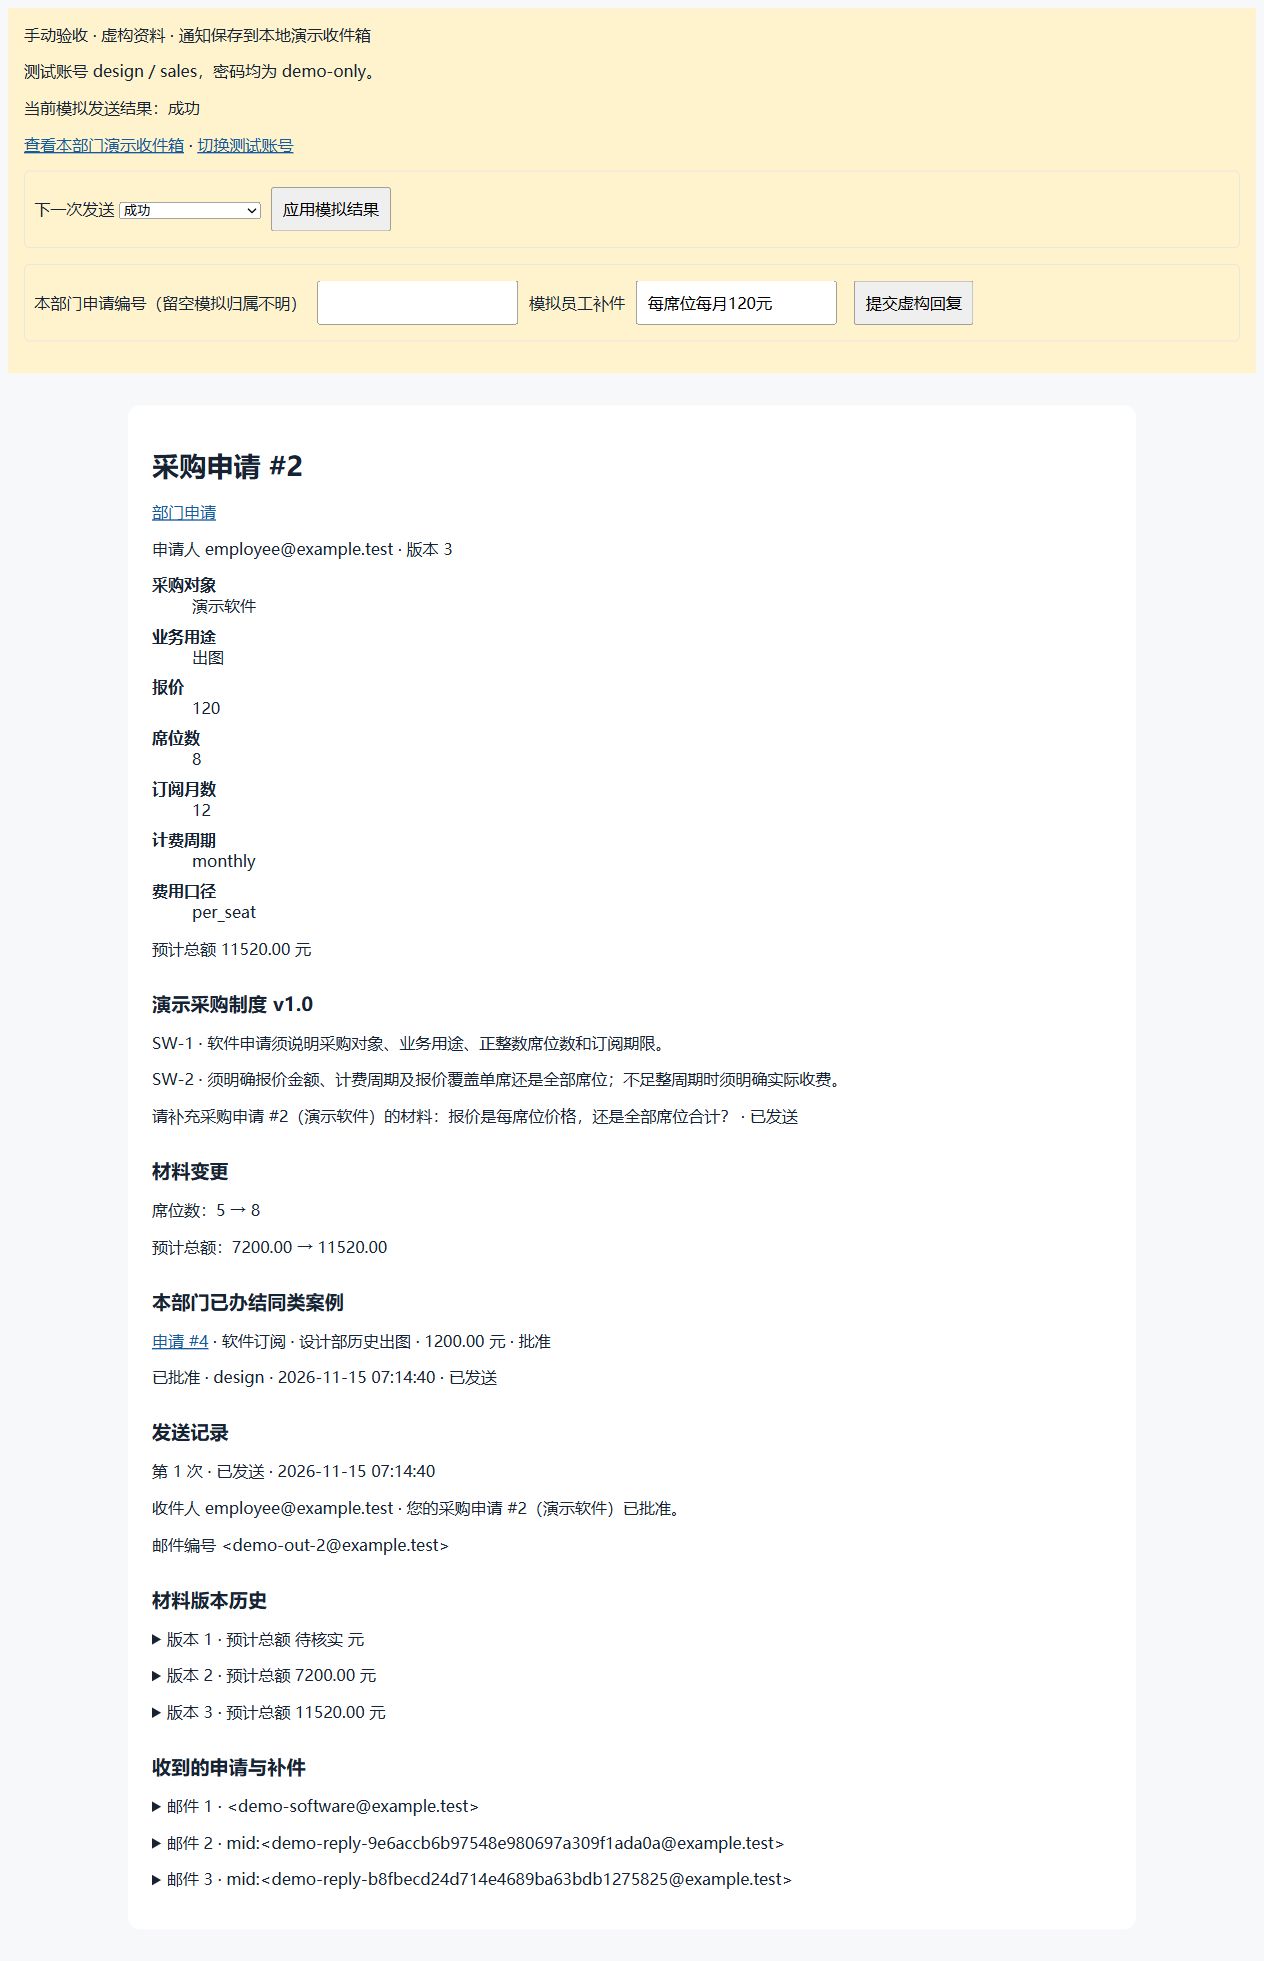 手动验收 · 虚构资料 · 通知保存到本地演示收件箱
测试账号 design / sales，密码均为 demo-only。
当前模拟发送结果：成功
查看本部门演示收件箱 · 切换测试账号
下一次发送 成功 应用模拟结果
本部门申请编号（留空模拟归属不明） 模拟员工补件 每席位每月120元 提交虚构回复
采购申请 #2
部门申请
申请人 employee@example.test · 版本 3
采购对象
演示软件
业务用途
出图
报价
120
席位数
8
订阅月数
12
计费周期
monthly
费用口径
per_seat
预计总额 11520.00 元
演示采购制度 v1.0
SW-1 · 软件申请须说明采购对象、业务用途、正整数席位数和订阅期限。
SW-2 · 须明确报价金额、计费周期及报价覆盖单席还是全部席位；不足整周期时须明确实际收费。
请补充采购申请 #2（演示软件）的材料：报价是每席位价格，还是全部席位合计？ · 已发送
材料变更
席位数：5 → 8
预计总额：7200.00 → 11520.00
本部门已办结同类案例
申请 #4 · 软件订阅 · 设计部历史出图 · 1200.00 元 · 批准
已批准 · design · 2026-11-15 07:14:40 · 已发送
发送记录
第 1 次 · 已发送 · 2026-11-15 07:14:40
收件人 employee@example.test · 您的采购申请 #2（演示软件）已批准。
邮件编号 <demo-out-2@example.test>
材料版本历史
▶ 版本 1 · 预计总额 待核实 元
▶ 版本 2 · 预计总额 7200.00 元
▶ 版本 3 · 预计总额 11520.00 元
收到的申请与补件
▶ 邮件 1 · <demo-software@example.test>
▶ 邮件 2 · mid:<demo-reply-9e6accb6b97548e980697a309f1ada0a@example.test>
▶ 邮件 3 · mid:<demo-reply-b8fbecd24d714e4689ba63bdb1275825@example.test>